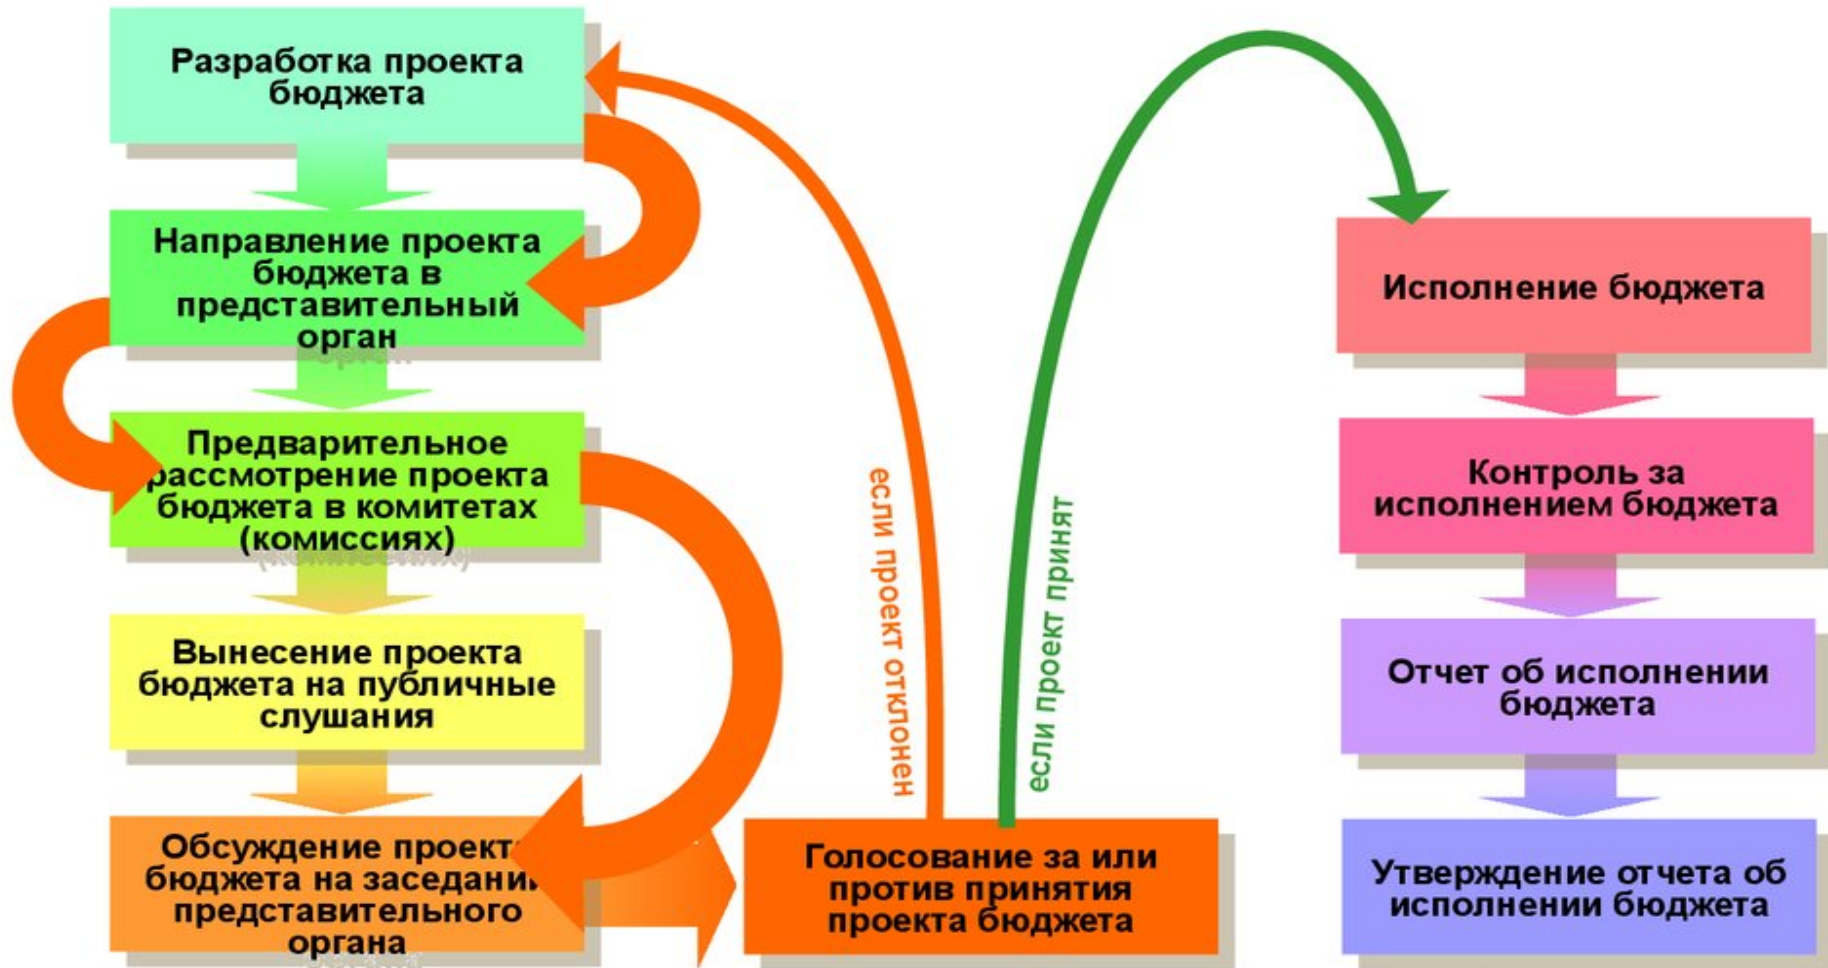 Разработка проекта
бюджета
Направление проекта
бюджета в
представительный
орган
Предварительное
рассмотрение проекта
бюджета в комитетах
(комиссиях)
Вынесение проекта
бюджета на публичные
слушания
Обсуждение проекта
бюджета на заседании
представительного
органа
если проект отклонен
если проект принят
Голосование за или
против принятия
проекта бюджета
Исполнение бюджета
Контроль за
исполнением бюджета
Отчет об исполнении
бюджета
Утверждение отчета об
исполнении бюджета